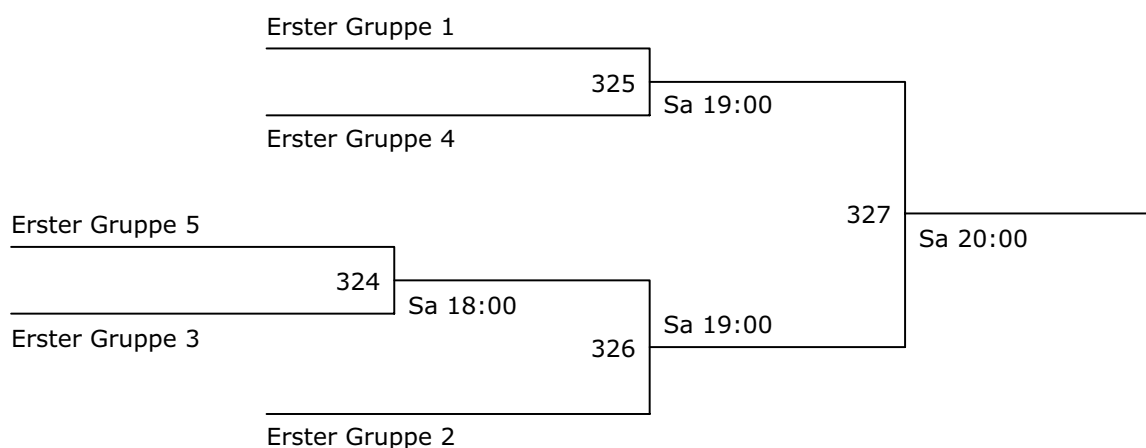 Erster Gruppe 1
325
Sa 19:00
Erster Gruppe 4
Erster Gruppe 5
327
Sa 20:00
324
Sa 18:00
Sa 19:00
Erster Gruppe 3
326
Erster Gruppe 2